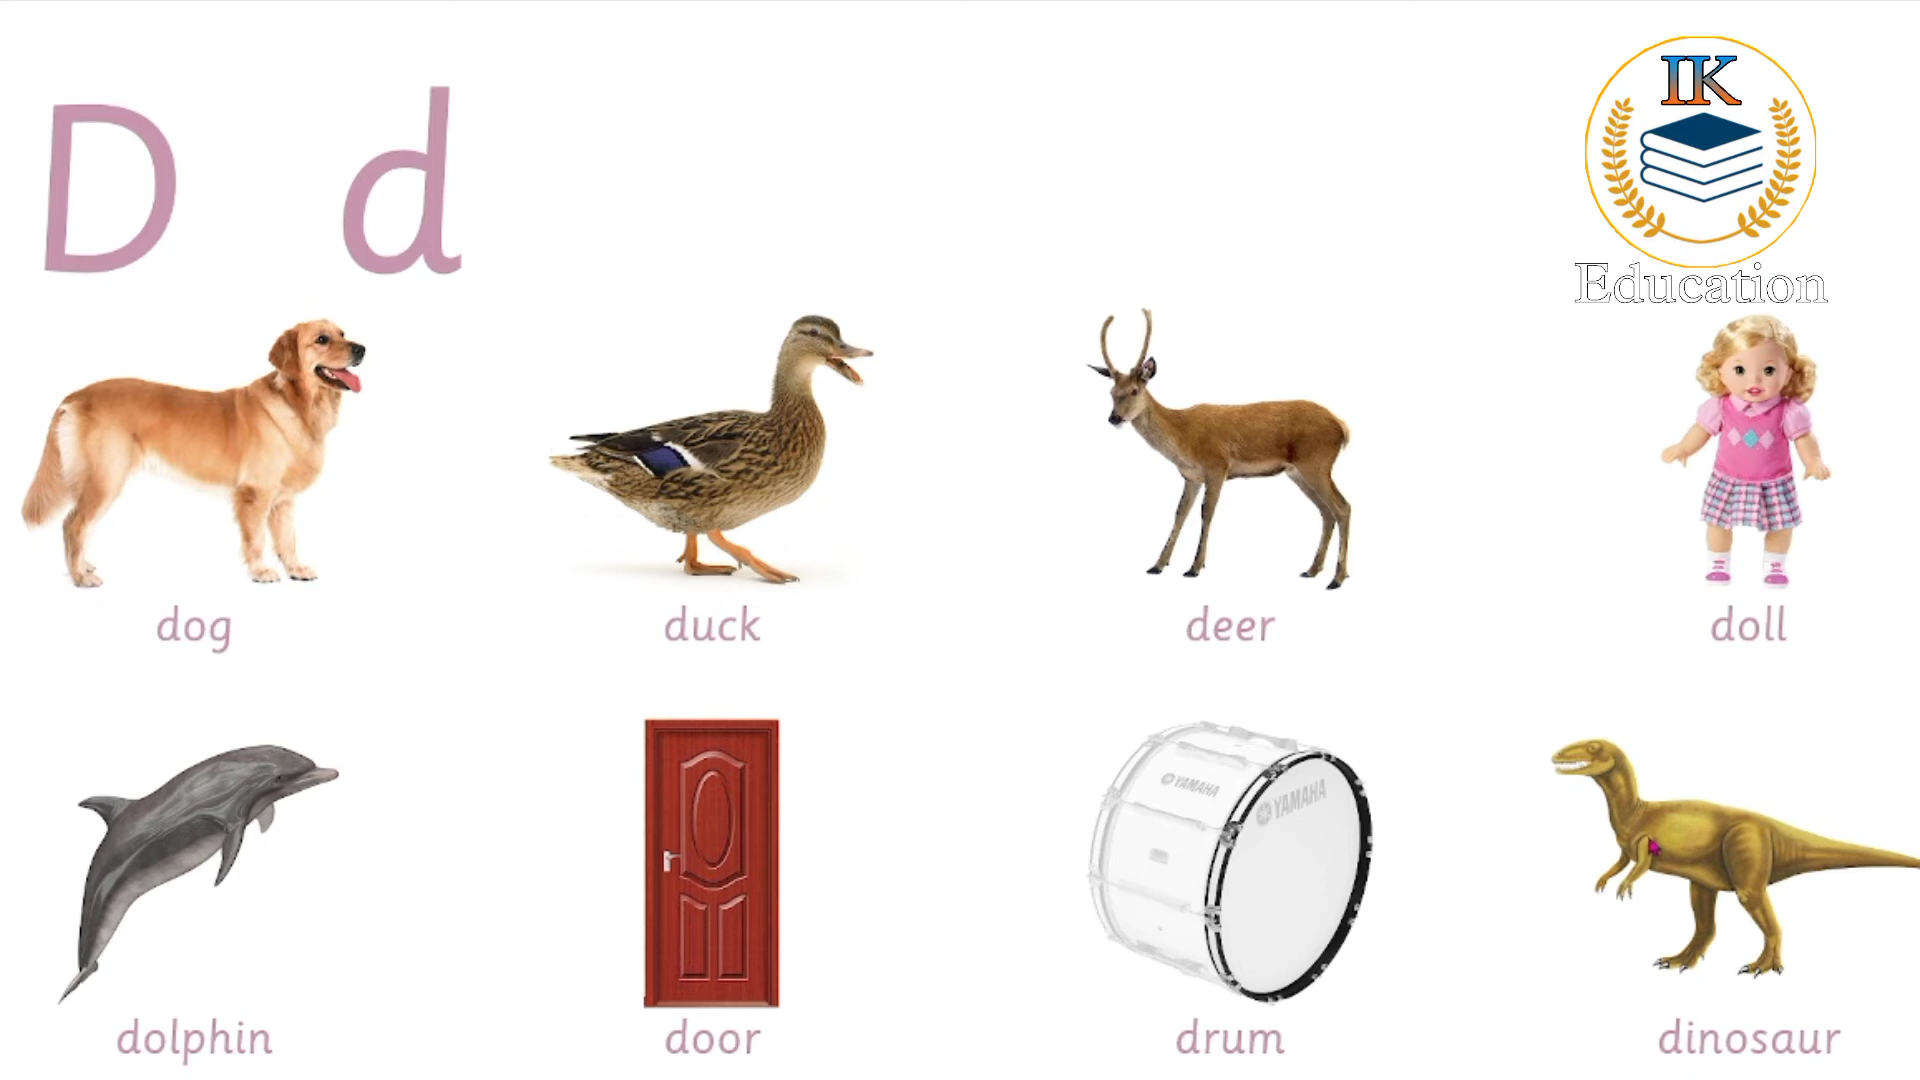 D d
IK
Education
dog duck deer doll
YAMAHA YAMAHA
dolphin door drum dinosaur